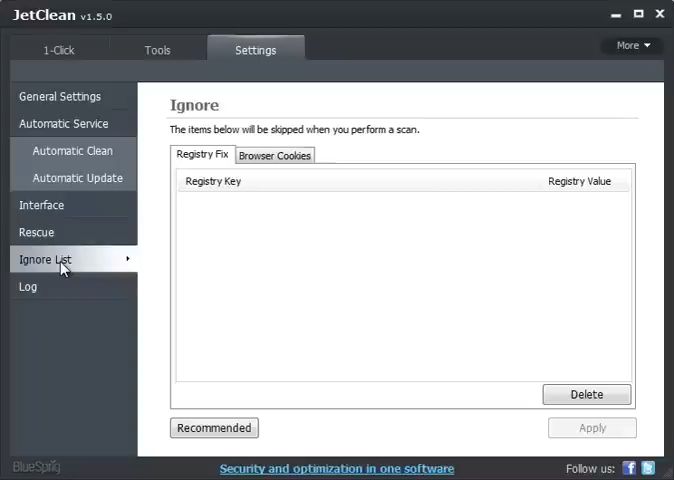 JetClean v1.5.0
1-Click
Tools
Settings
More
General Settings
Automatic Service
Automatic Clean
Automatic Update
Interface
Rescue
Ignore List
Log
Ignore
The items below will be skipped when you perform a scan.
Registry Fix
Browser Cookies
Registry Key
Registry Value
Delete
Recommended
Apply
BlueSprig
Security and optimization in one software
Follow us: